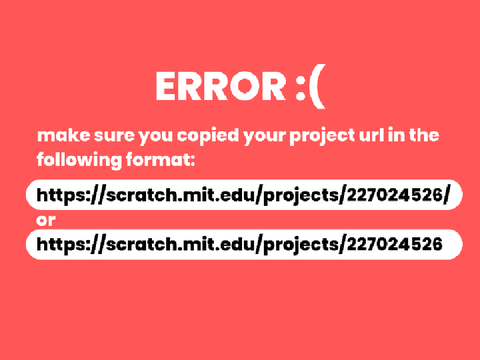 ERROR :(
make sure you copied your project url in the
following format:
https://scratch.mit.edu/projects/227024526/
or
https://scratch.mit.edu/projects/227024526